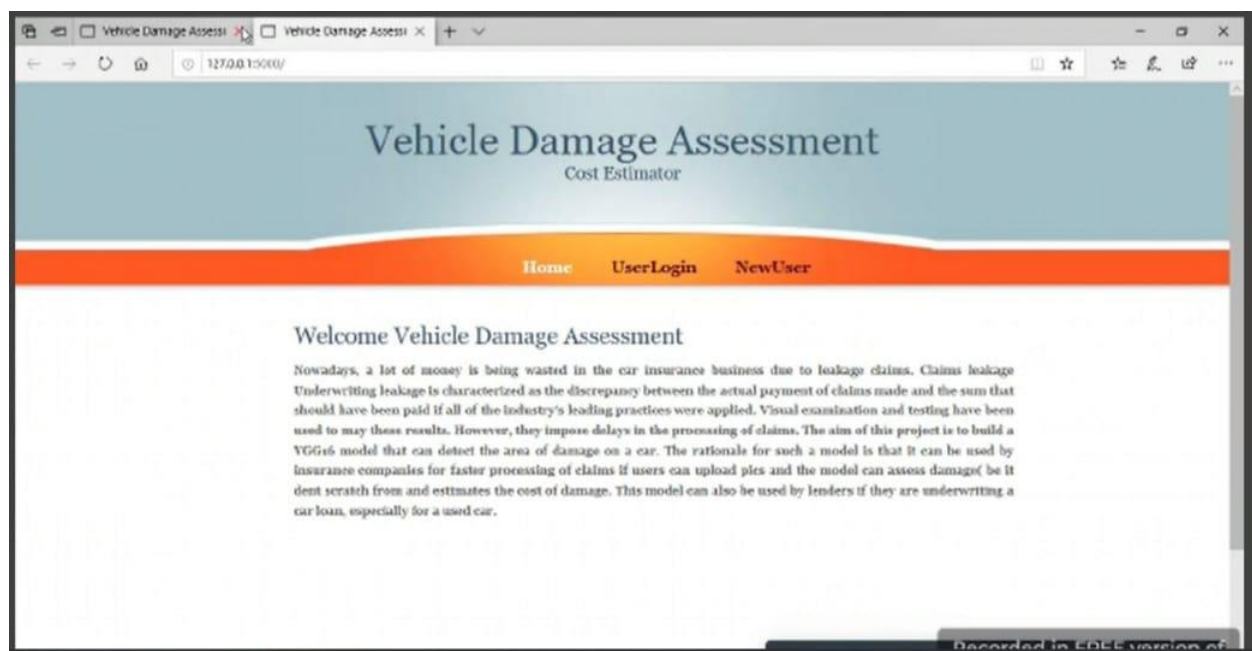 Vehicle Damage Assessi
Vehicle Damage Assessi
127.0.0.1:5000/
Vehicle Damage Assessment
Cost Estimator
Home UserLogin NewUser
Welcome Vehicle Damage Assessment
Nowadays, a lot of money is being wasted in the car insurance business due to leakage claims. Claims leakage
Underwriting leakage is characterized as the discrepancy between the actual payment of claims made and the sum that
should have been paid if all of the industry's leading practices were applied. Visual examination and testing have been
used to may these results. However, they impose delays in the processing of claims. The aim of this project is to build a
VGG16 model that can detect the area of damage on a car. The rationale for such a model is that it can be used by
insurance companies for faster processing of claims if users can upload pics and the model can assess damage( be it
dent scratch from and estimates the cost of damage. This model can also be used by lenders if they are underwriting a
car loan, especially for a used car.
Recorded in FREE version of